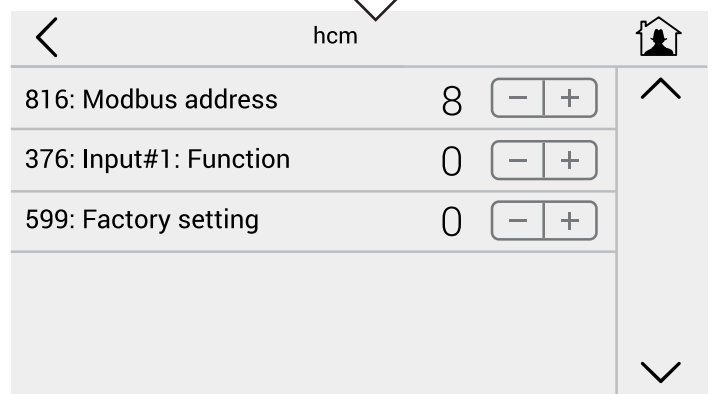 hcm
816: Modbus address 8 − +
376: Input#1: Function 0 − +
599: Factory setting 0 − +